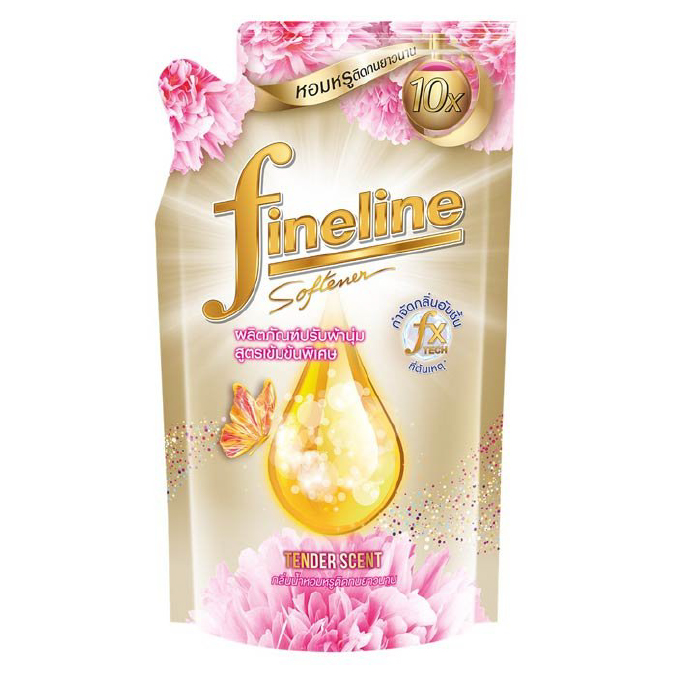 หอมหรูติดทนยาวนาน
10x
fineline
Softener
ผลิตภัณฑ์ปรับผ้านุ่ม
สูตรเข้มข้นพิเศษ
กำจัดกลิ่นอับชื้น
fx
TECH
ที่ต้นเหตุ*
TENDER SCENT
กลิ่นน้ำหอมหรูติดทนยาวนาน